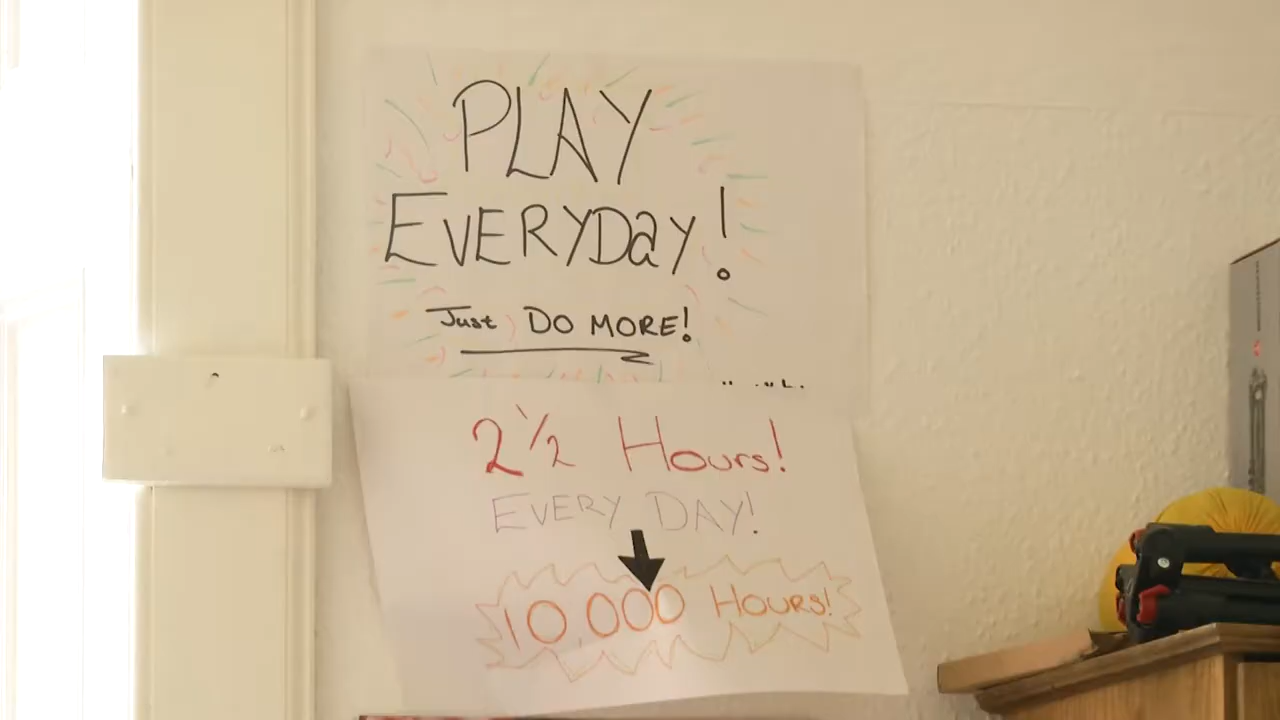 PLAY
EVERYDaY!
Just DO MORE!
2 1/2 Hours!
EVERY DAY!
10,000 HOURS!